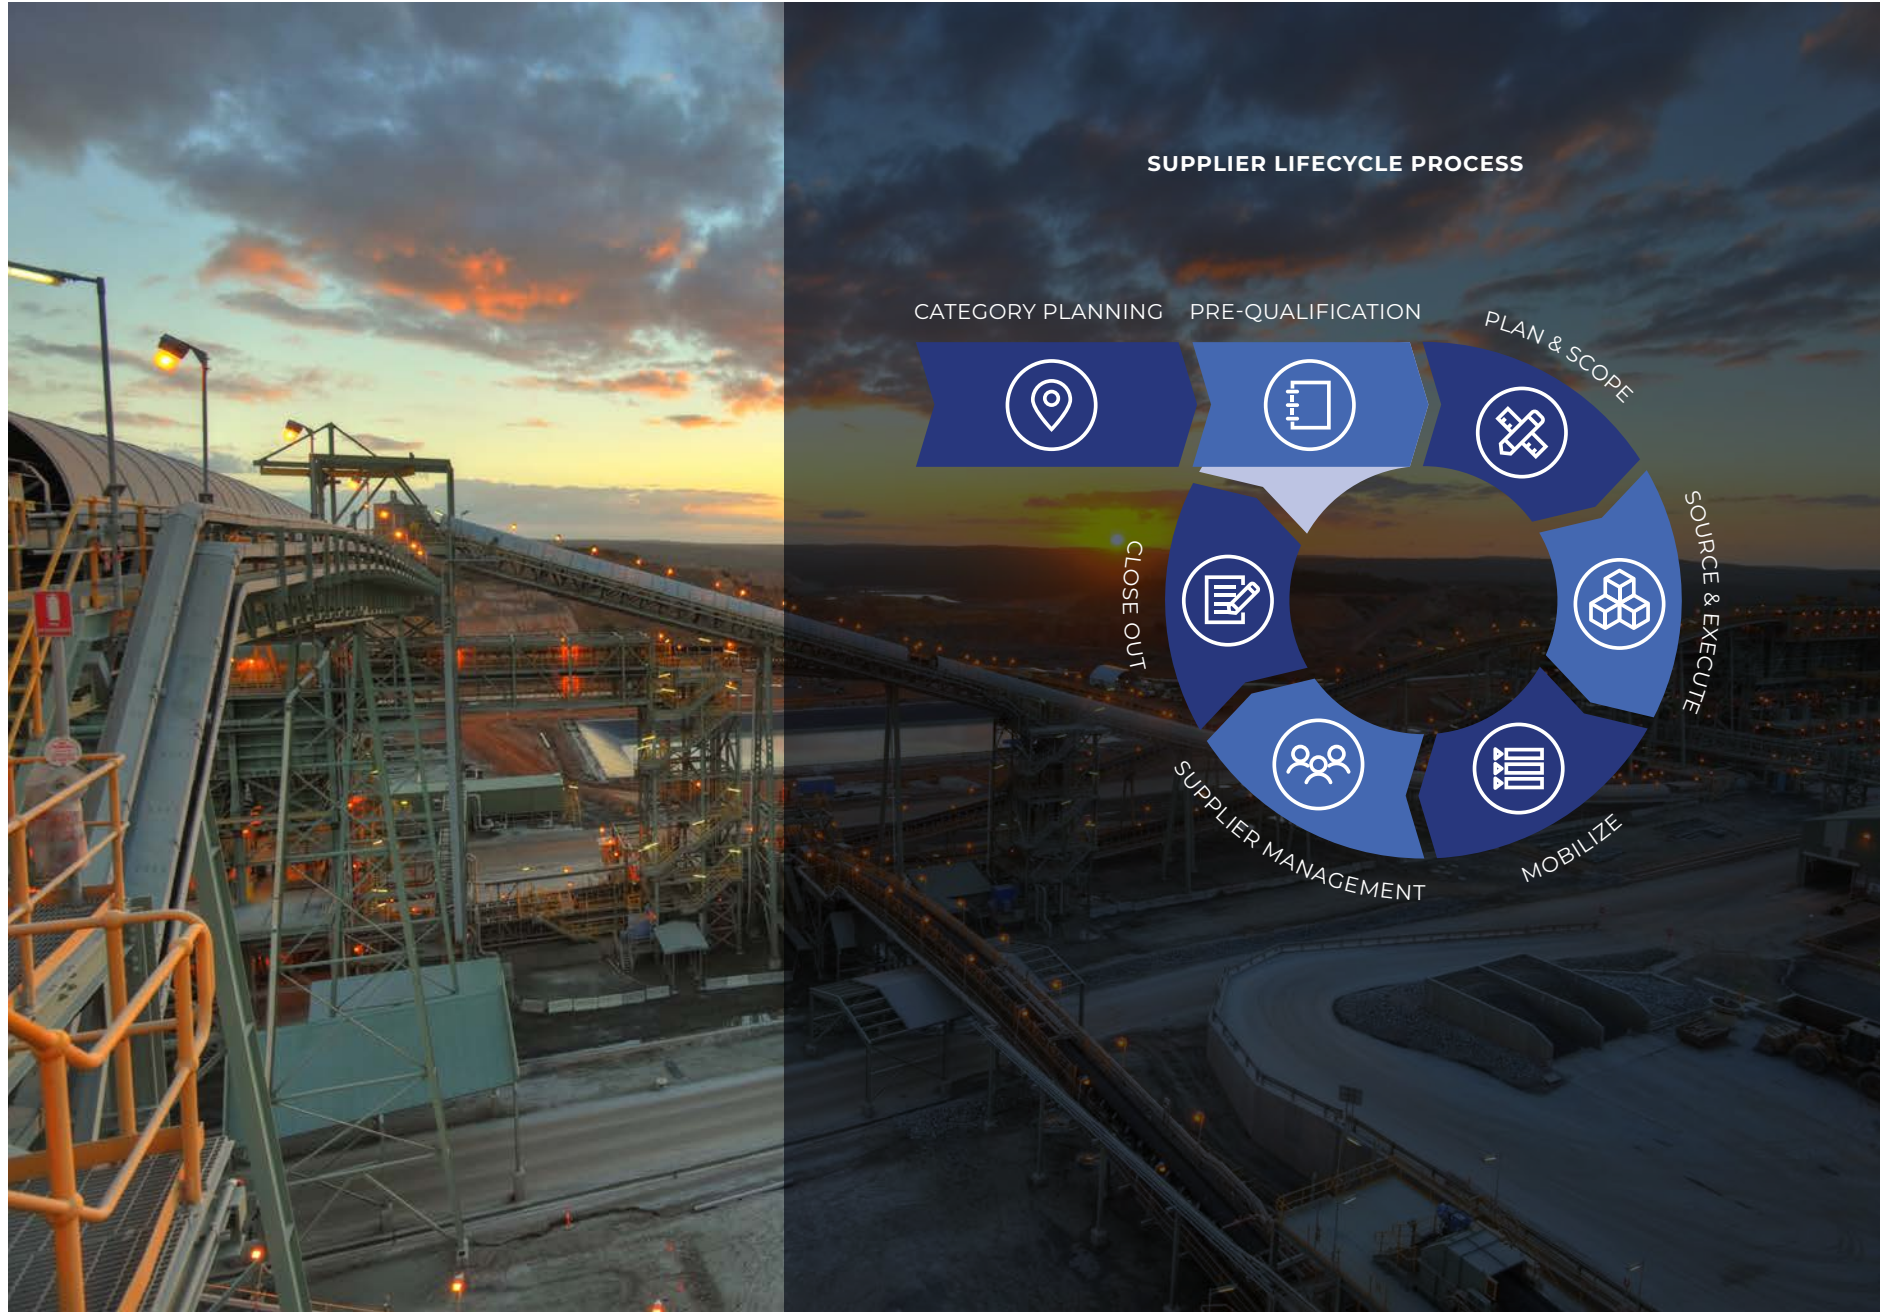 SUPPLIER LIFECYCLE PROCESS
CATEGORY PLANNING
PRE-QUALIFICATION
PLAN & SCOPE
SOURCE & EXECUTE
MOBILIZE
SUPPLIER MANAGEMENT
CLOSE OUT